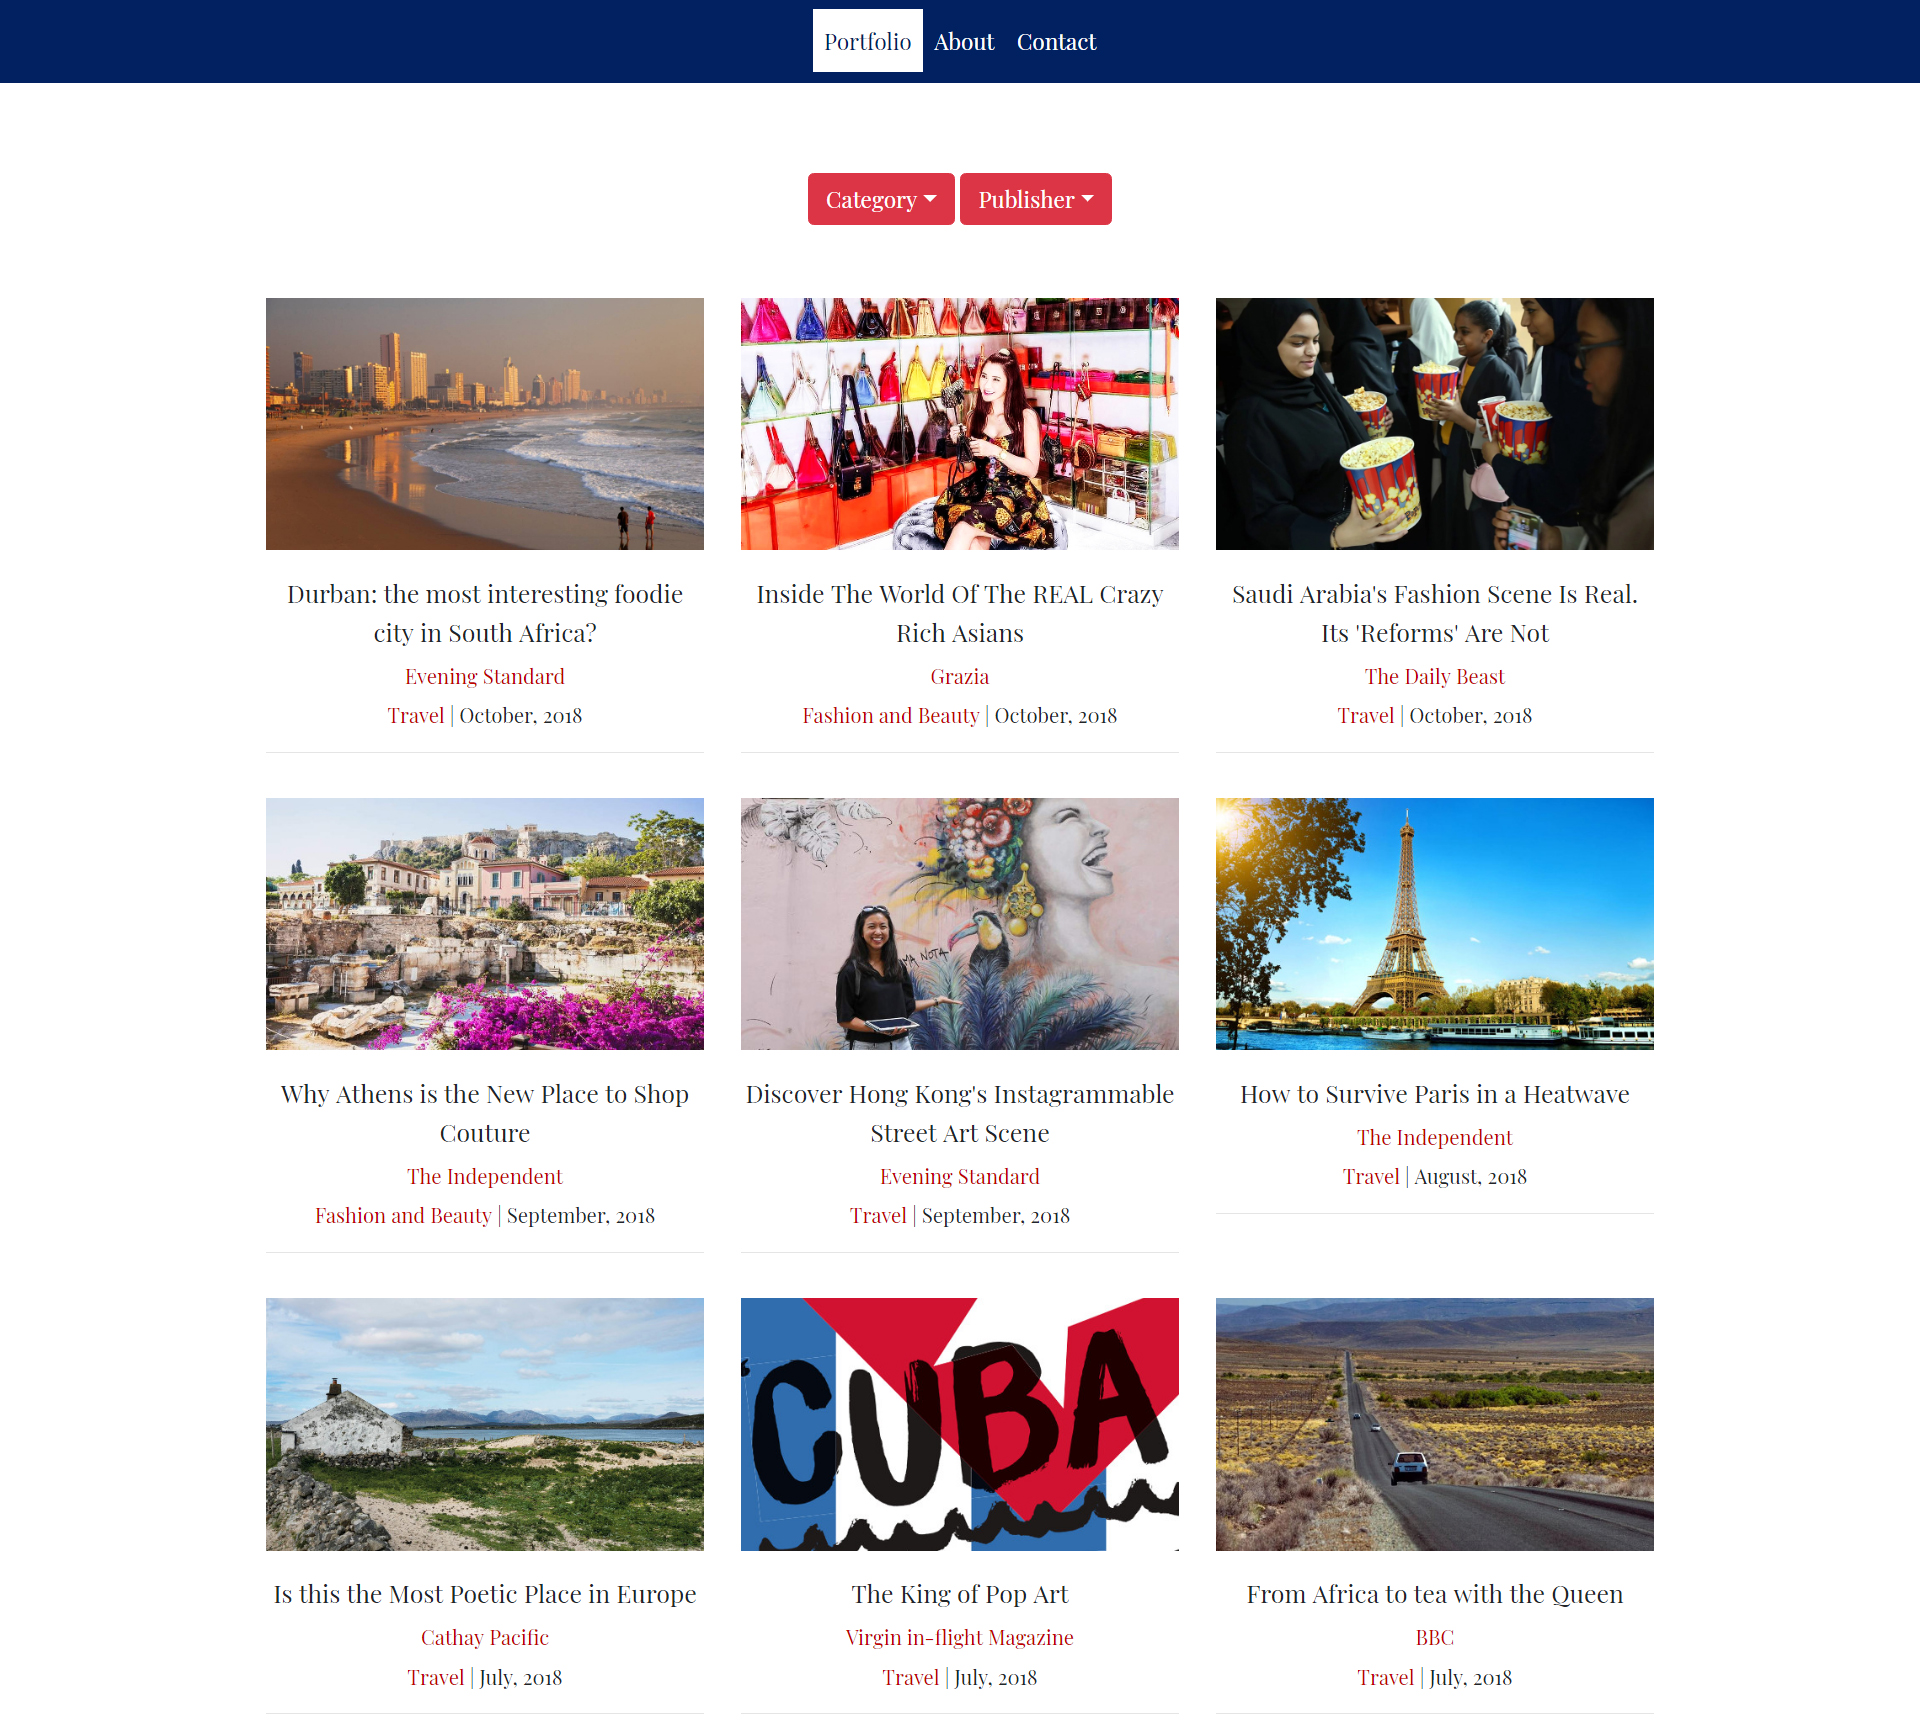 Portfolio About Contact
Category Publisher
Durban: the most interesting foodie
city in South Africa?
Evening Standard
Travel | October, 2018
Inside The World Of The REAL Crazy
Rich Asians
Grazia
Fashion and Beauty | October, 2018
Saudi Arabia's Fashion Scene Is Real.
Its 'Reforms' Are Not
The Daily Beast
Travel | October, 2018
MA NOTA
Why Athens is the New Place to Shop
Couture
The Independent
Fashion and Beauty | September, 2018
Discover Hong Kong's Instagrammable
Street Art Scene
Evening Standard
Travel | September, 2018
How to Survive Paris in a Heatwave
The Independent
Travel | August, 2018
CUBA
Is this the Most Poetic Place in Europe
Cathay Pacific
Travel | July, 2018
The King of Pop Art
Virgin in-flight Magazine
Travel | July, 2018
From Africa to tea with the Queen
BBC
Travel | July, 2018